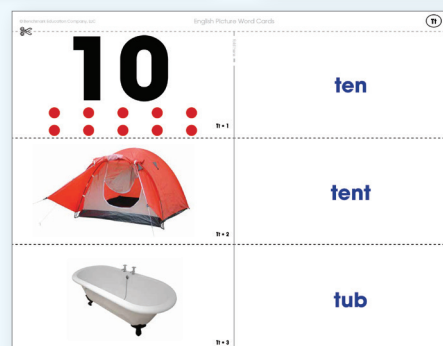 English Picture Word Cards
Tt
10
Tt • 1
ten
Tt • 2
tent
Tt • 3
tub